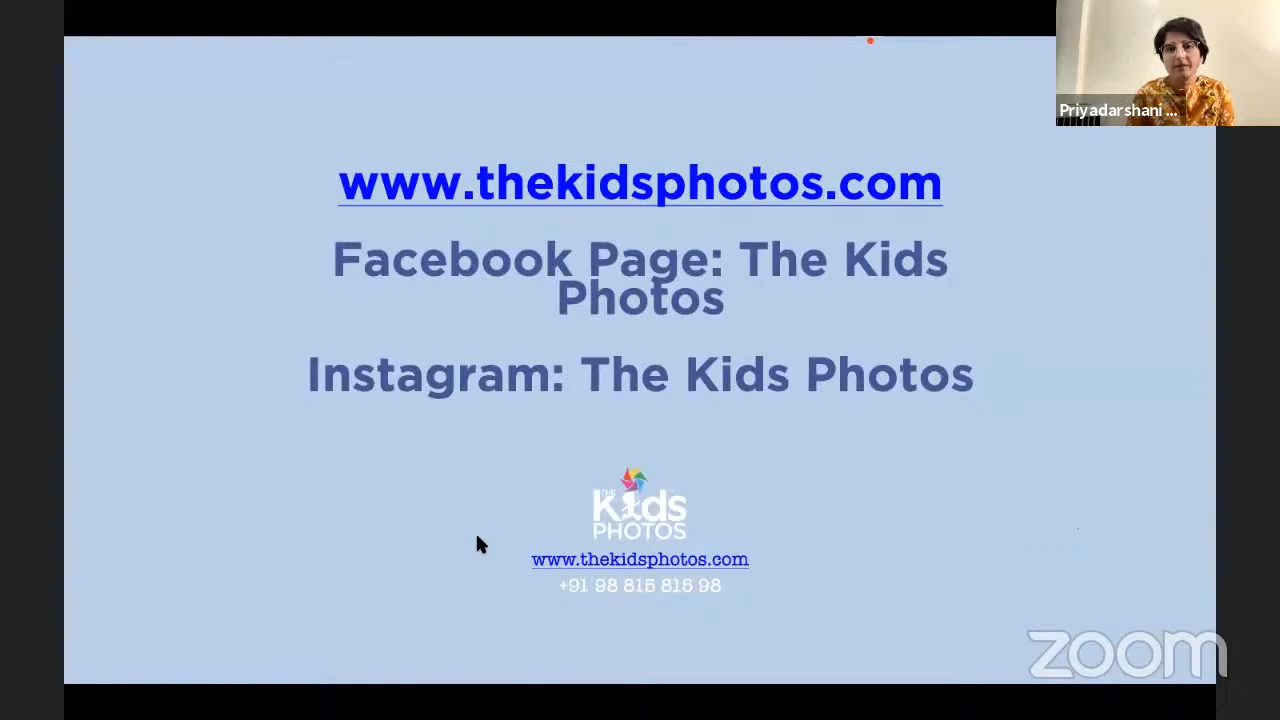 Priyadarshani ...
www.thekidsphotos.com
Facebook Page: The Kids
Photos
Instagram: The Kids Photos
THE
Kids
PHOTOS
www.thekidsphotos.com
+91 98 815 815 98
zoom